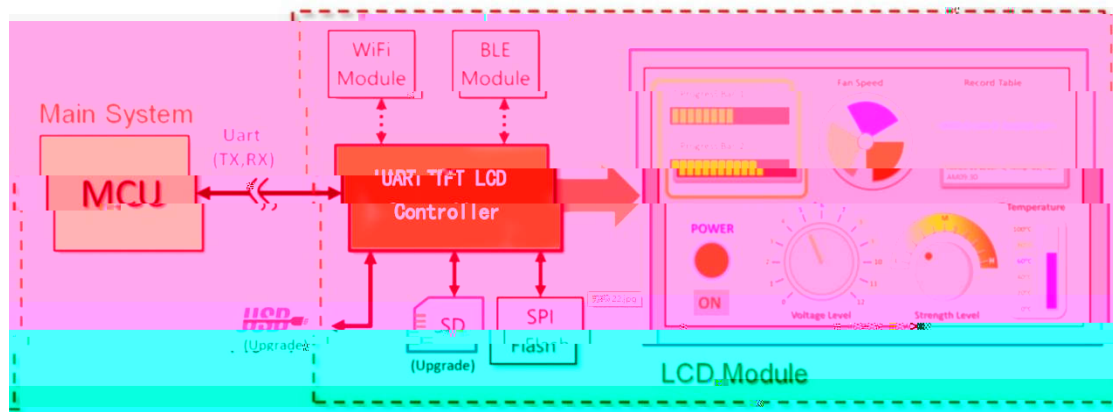 WiFi
Module
BLE
Module
Main System
Uart
(TX,RX)
MCU
UART TFT LCD
Controller
Fan Speed
Record Table
POWER
ON
Voltage Level
Strength Level
Temperature
USB
(Upgrade)
SD
(Upgrade)
SPI
Flash
LCD Module